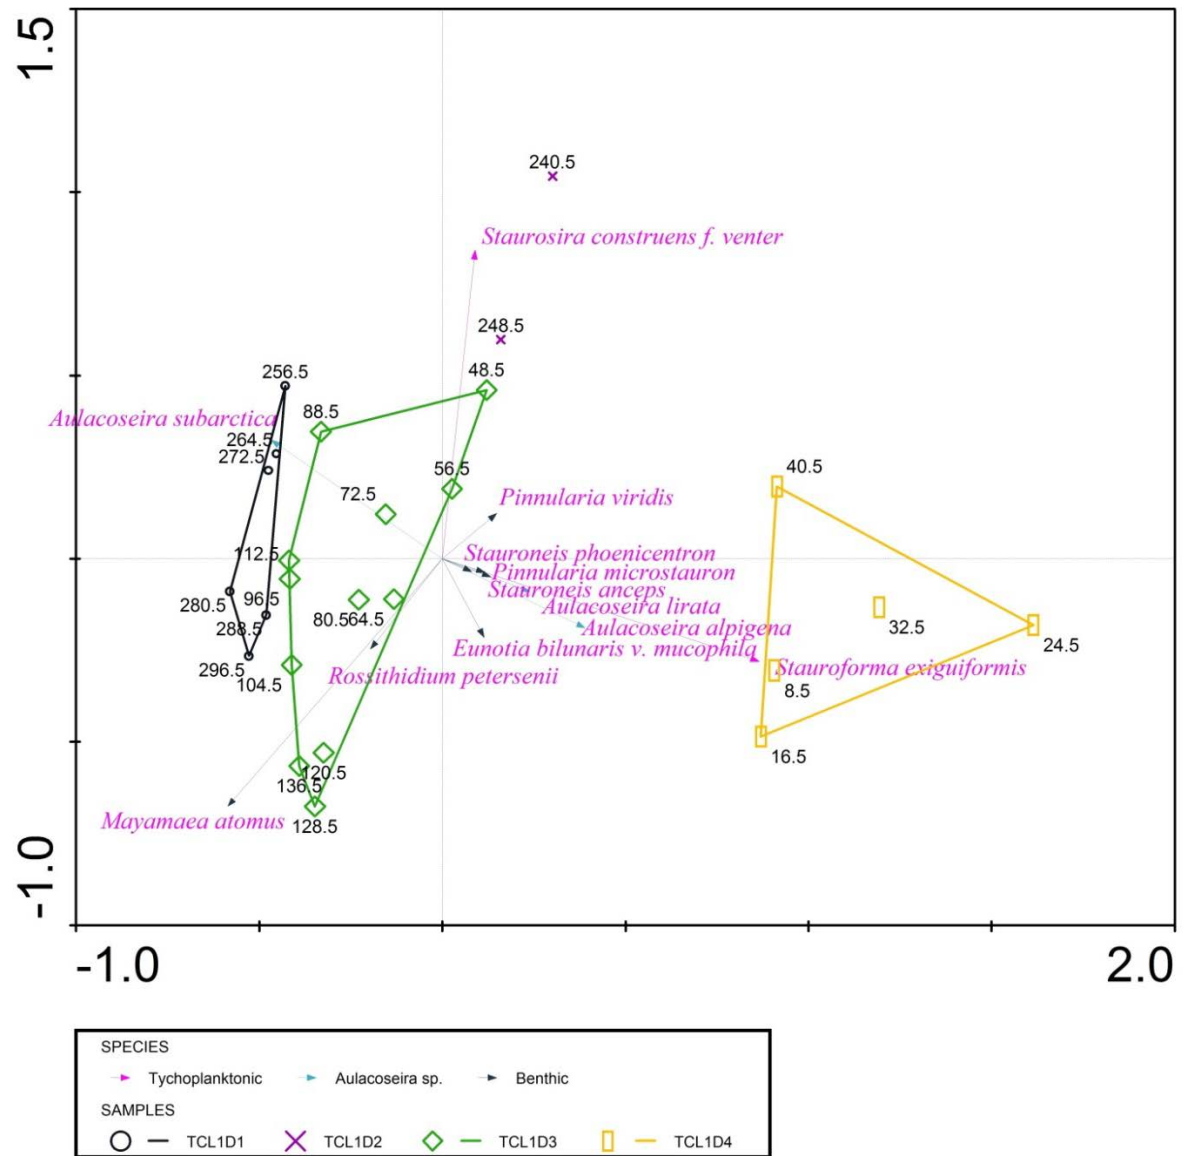 1.5
240.5
Staurosira construens f. venter
248.5
256.5
48.5
Aulacoseira subarctica
88.5
264.5
272.5
56.5
40.5
72.5
Pinnularia viridis
112.5
Stauroneis phoenicentron
Pinnularia microstauron
Stauroneis anceps
280.5
96.5
80.5
64.5
Aulacoseira lirata
288.5
Aulacoseira alpigena
32.5
24.5
Eunotia bilunaris v. mucophila
296.5
104.5
Rossithidium petersenii
Stauroforma exiguiformis
8.5
16.5
120.5
136.5
Mayamaea atomus
128.5
-1.0
-1.0
2.0
SPECIES
Tychoplanktonic
Aulacoseira sp.
Benthic
SAMPLES
TCL1D1
TCL1D2
TCL1D3
TCL1D4